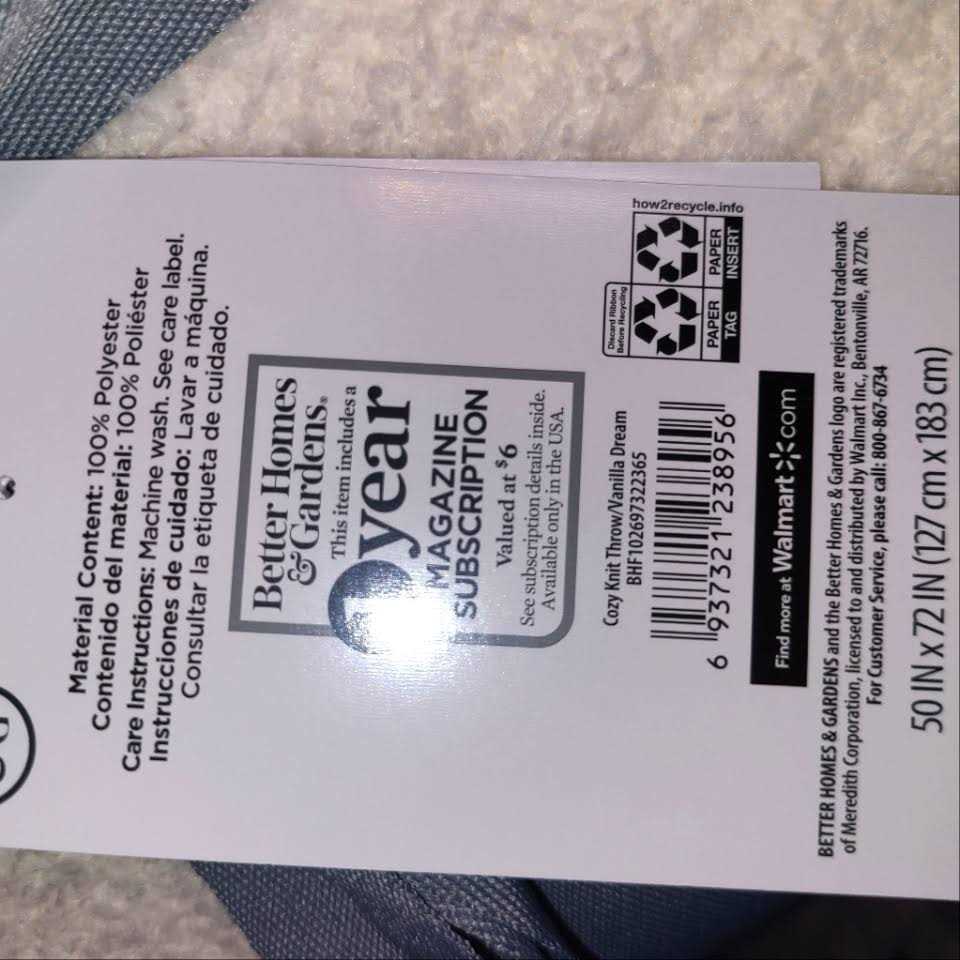 Material Content: 100% Polyester
Contenido del material: 100% Poliéster
Care Instructions: Machine wash. See care label.
Instrucciones de cuidado: Lavar a máquina.
Consultar la etiqueta de cuidado.
Better Homes
& Gardens®
This item includes a
year
MAGAZINE
SUBSCRIPTION
Valued at $6
See subscription details inside.
Available only in the USA.
how2recycle.info
Discard Ribbon
Before Recycling
PAPER
TAG
PAPER
INSERT
Cozy Knit Throw/Vanilla Dream
BHF102697322365
6 93732 1 23895 6
Find more at Walmart.com
BETTER HOMES & GARDENS and the Better Homes & Gardens logo are registered trademarks
of Meredith Corporation, licensed to and distributed by Walmart Inc., Bentonville, AR 72716.
For Customer Service, please call: 800-867-6734
50 IN x 72 IN (127 cm x 183 cm)